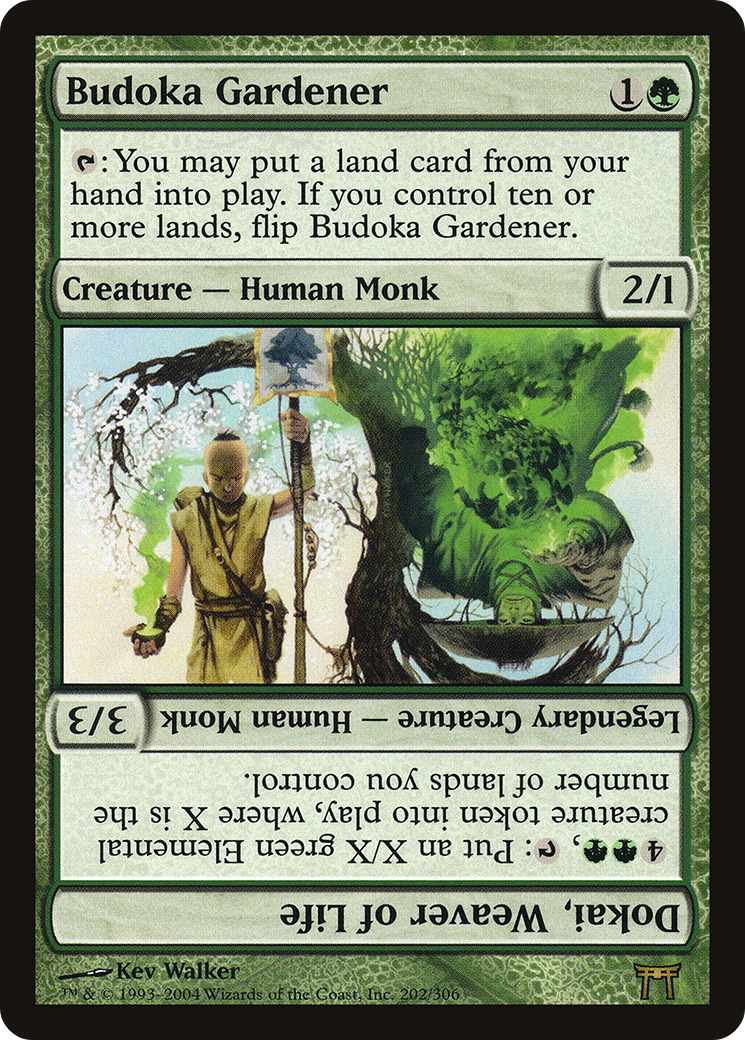 Budoka Gardener 1
: You may put a land card from your
hand into play. If you control ten or
more lands, flip Budoka Gardener.
Creature — Human Monk 2/1
Dokai, Weaver of Life
4, : Put an X/X green Elemental
creature token into play, where X is the
number of lands you control.
Legendary Creature — Human Monk 3/3
Kev Walker
™ & © 1993–2004 Wizards of the Coast, Inc. 202/306